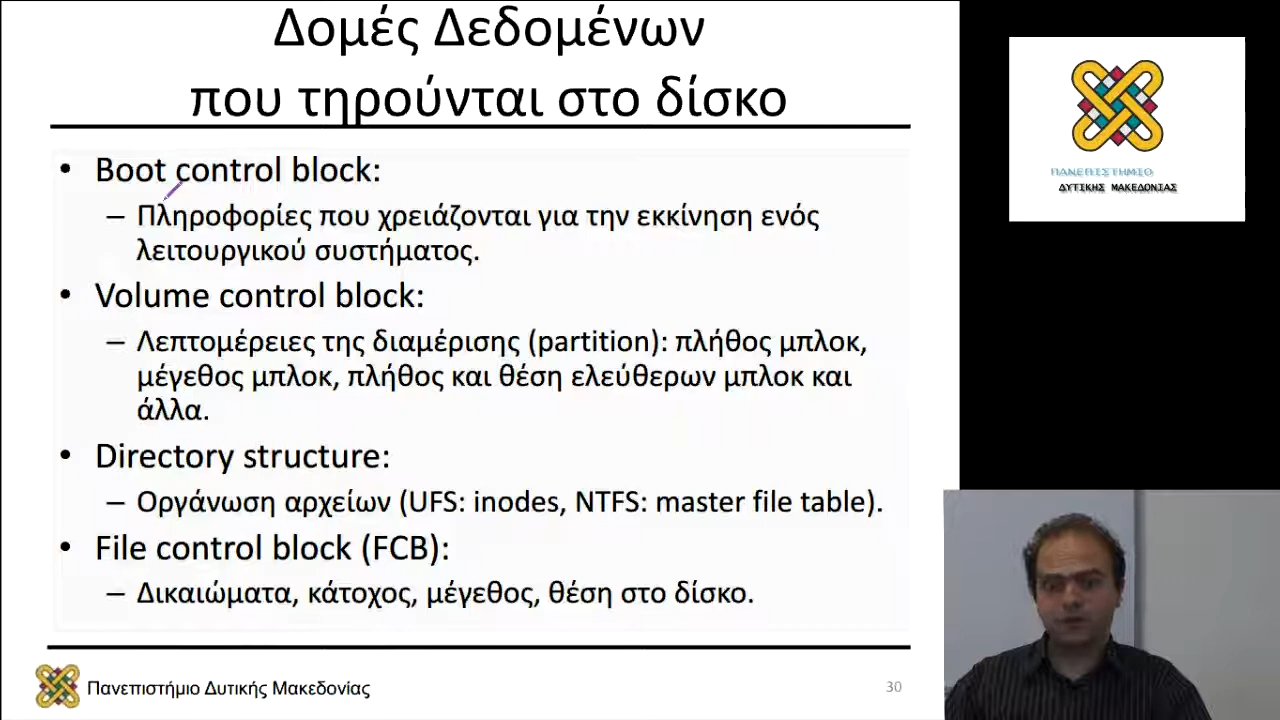 Δομές Δεδομένων
που τηρούνται στο δίσκο
• Boot control block:
– Πληροφορίες που χρειάζονται για την εκκίνηση ενός
λειτουργικού συστήματος.
• Volume control block:
– Λεπτομέρειες της διαμέρισης (partition): πλήθος μπλοκ,
μέγεθος μπλοκ, πλήθος και θέση ελεύθερων μπλοκ και
άλλα.
• Directory structure:
– Οργάνωση αρχείων (UFS: inodes, NTFS: master file table).
• File control block (FCB):
– Δικαιώματα, κάτοχος, μέγεθος, θέση στο δίσκο.
Πανεπιστήμιο Δυτικής Μακεδονίας
30
ΠΑΝΕΠΙΣΤΗΜΙΟ
ΔΥΤΙΚΗΣ ΜΑΚΕΔΟΝΙΑΣ